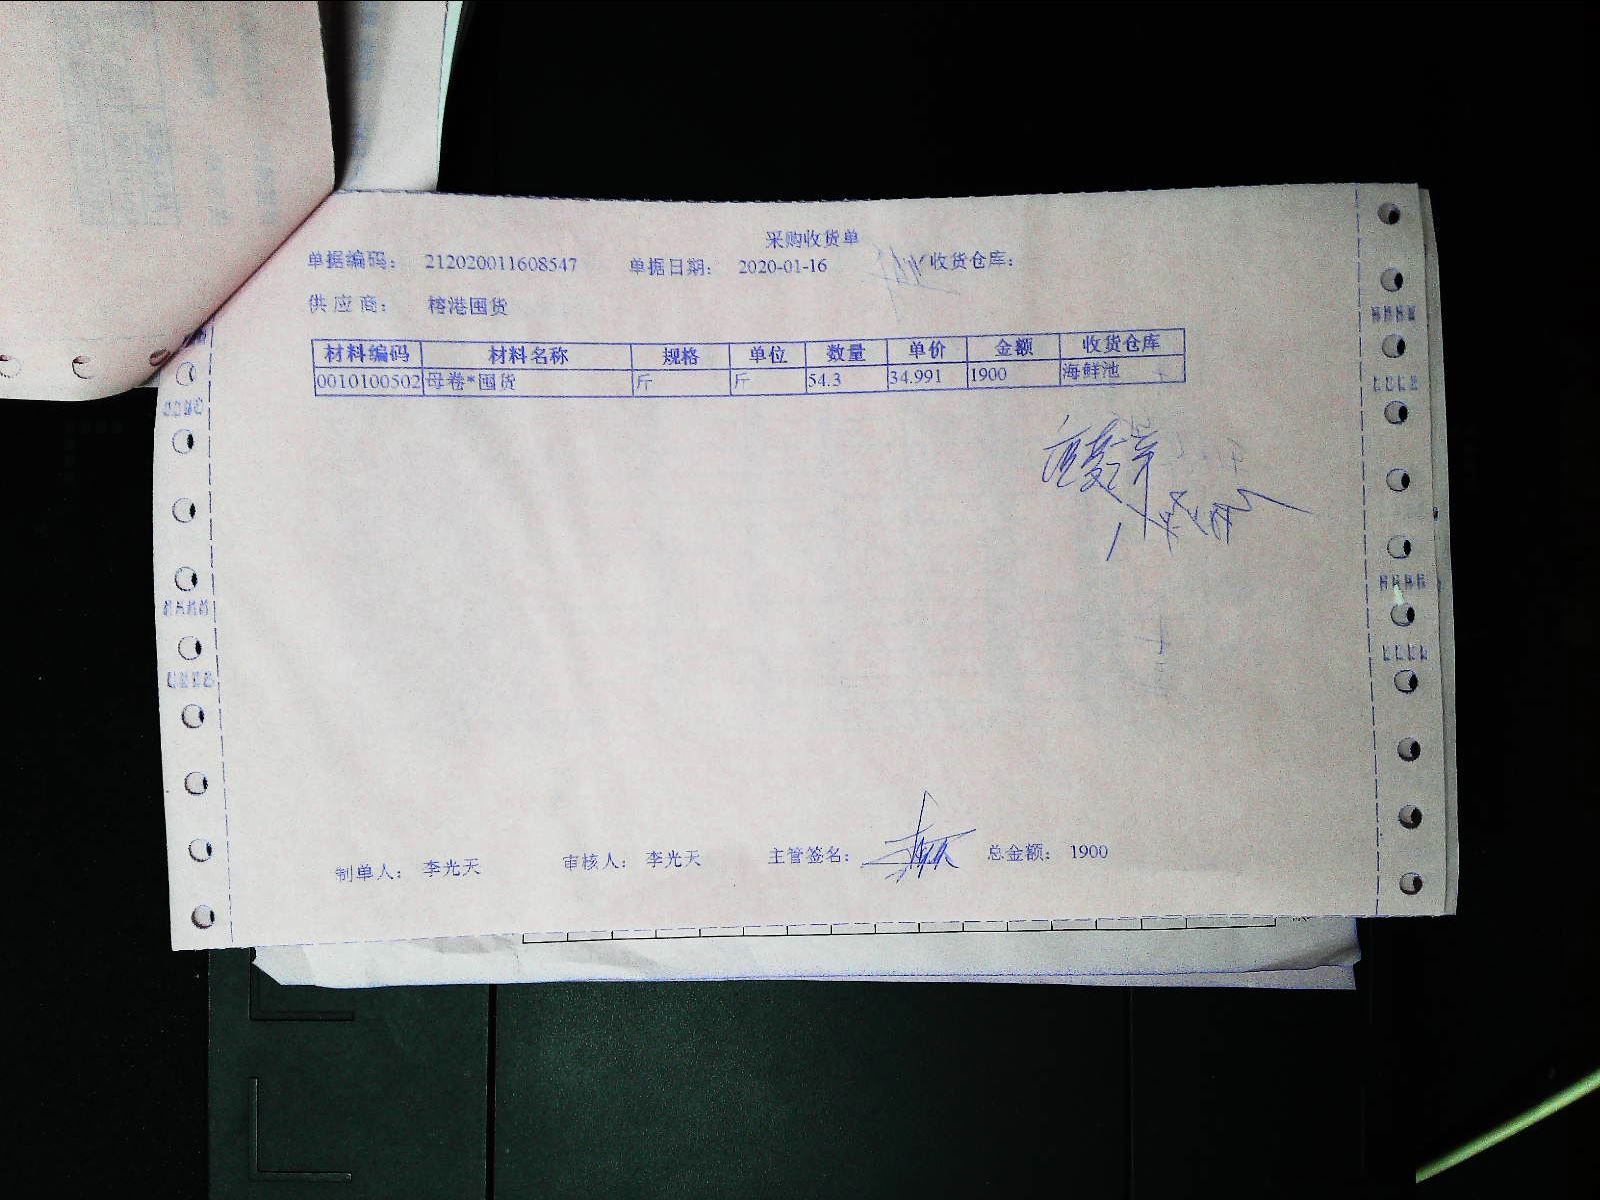 采购收货单
单据编码： 212020011608547 单据日期： 2020-01-16 收货仓库：
供 应 商： 榕港囤货
材料编码 材料名称 规格 单位 数量 单价 金额 收货仓库
0010100502 母卷*囤货 斤 斤 54.3 34.991 1900 海鲜池
制单人： 李光天 审核人： 李光天 主管签名： 总金额： 1900